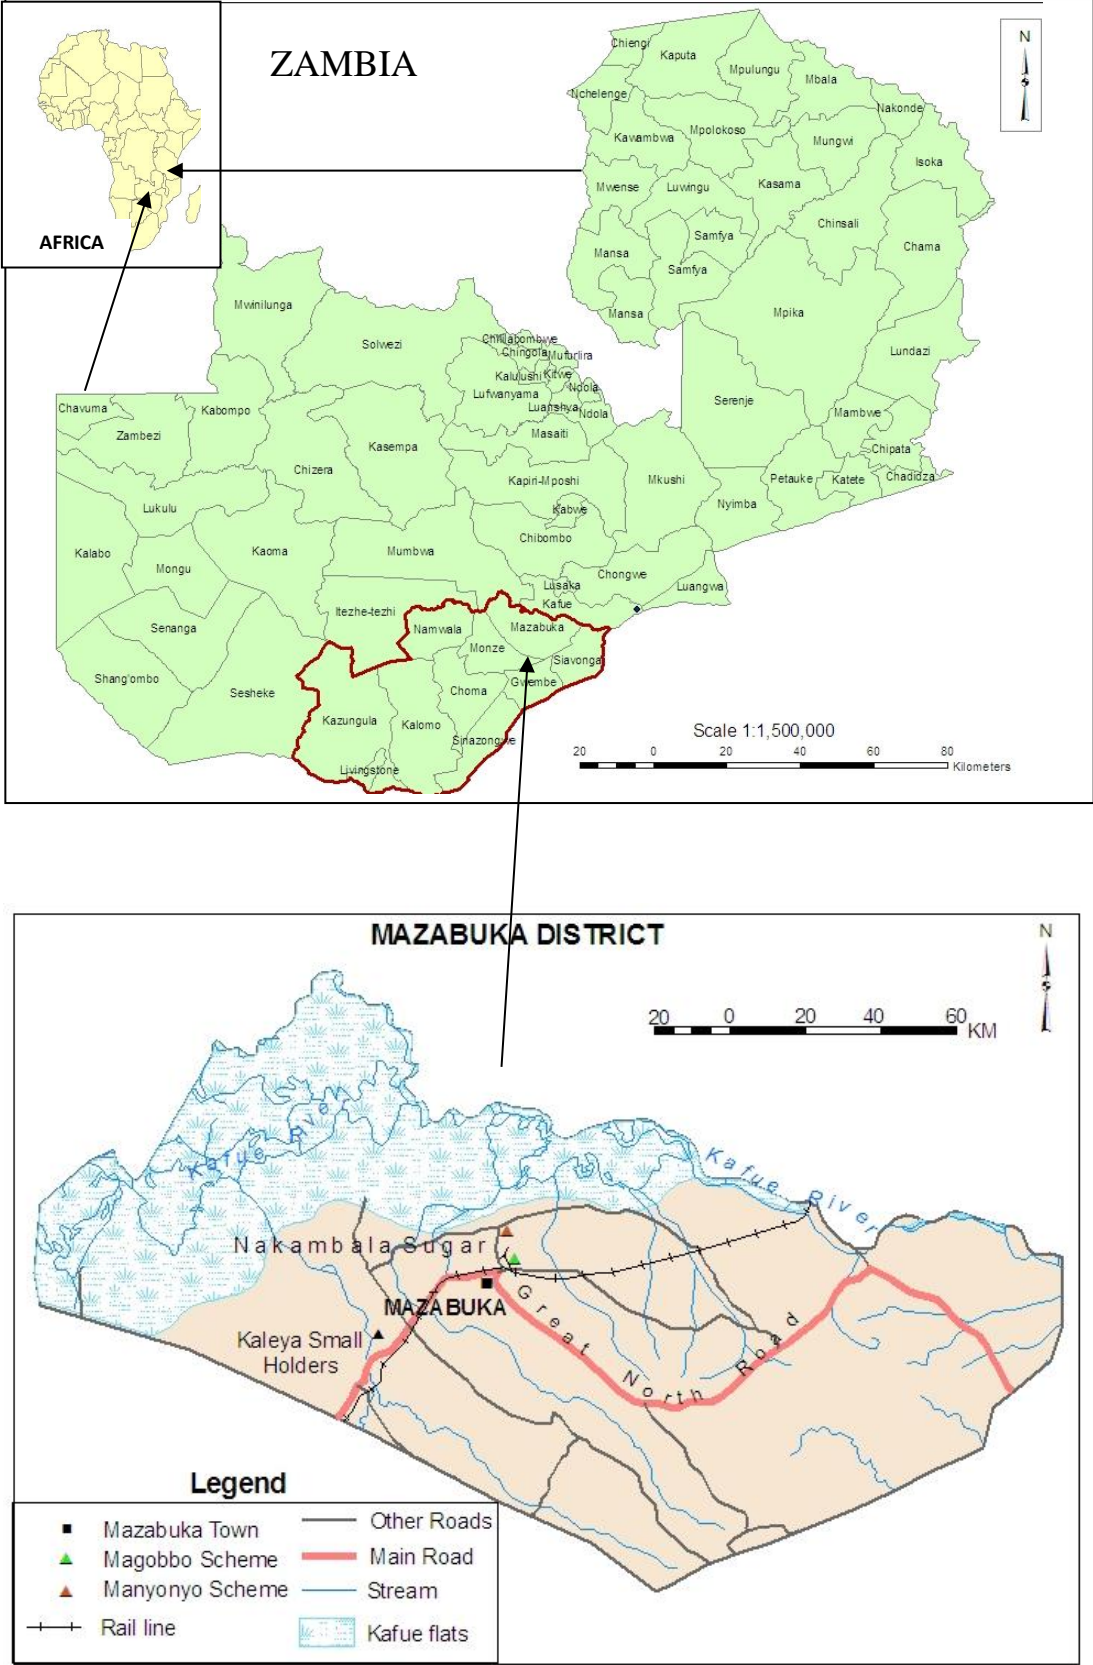 ZAMBIA
N
AFRICA
Chiengi
Kaputa
Mpulungu
Mbala
Nchelenge
Nakonde
Kawambwa
Mpolokoso
Mungwi
Isoka
Mwense
Luwingu
Kasama
Chinsali
Samfya
Chama
Mansa
Samfya
Mwinilunga
Mansa
Mpika
Solwezi
Chililabombwe
Chingola
Mufurlira
Lundazi
Kalulushi
Kitwe
Ndola
Lufwanyama
Serenje
Chavuma
Kabompo
Luanshya
Ndola
Mambwe
Zambezi
Masaiti
Kasempa
Chipata
Chizera
Kapiri-Mposhi
Mkushi
Petauke
Katete
Chadidza
Lukulu
Kabwe
Nyimba
Chibombo
Kalabo
Mongu
Kaoma
Mumbwa
Chongwe
Lusaka
Luangwa
Kafue
Itezhe-tezhi
Senanga
Namwala
Mazabuka
Monze
Siavonga
Shang'ombo
Sesheke
Choma
Gwembe
Kazungula
Kalomo
Sinazongwe
Livingstone
Scale 1:1,500,000
20 0 20 40 60 80
Kilometers
MAZABUKA DISTRICT
N
20 0 20 40 60
KM
Kafue River
Kafue River
Nakambala Sugar
MAZABUKA
Great North Road
Kaleya Small
Holders
Legend
Mazabuka Town
Magobbo Scheme
Manyonyo Scheme
Rail line
Other Roads
Main Road
Stream
Kafue flats